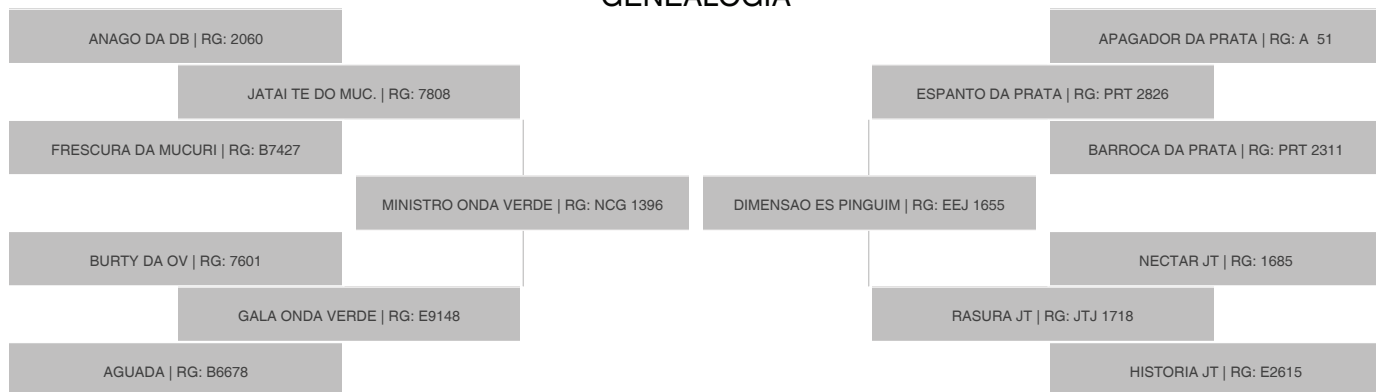 GENEALOGIA
ANAGO DA DB | RG: 2060
APAGADOR DA PRATA | RG: A 51
JATAI TE DO MUC. | RG: 7808
ESPANTO DA PRATA | RG: PRT 2826
FRESCURA DA MUCURI | RG: B7427
BARROCA DA PRATA | RG: PRT 2311
MINISTRO ONDA VERDE | RG: NCG 1396
DIMENSAO ES PINGUIM | RG: EEJ 1655
BURTY DA OV | RG: 7601
NECTAR JT | RG: 1685
GALA ONDA VERDE | RG: E9148
RASURA JT | RG: JTJ 1718
AGUADA | RG: B6678
HISTORIA JT | RG: E2615